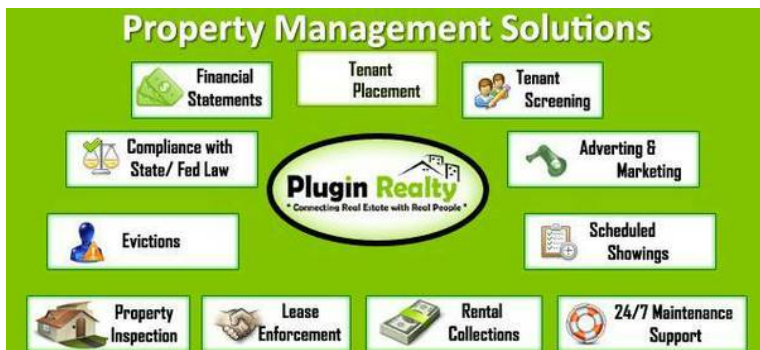 Property Management Solutions
Financial
Statements
Tenant
Placement
Tenant
Screening
Compliance with
State/ Fed Law
Adverting &
Marketing
Plugin Realty
"Connecting Real Estate with Real People"
Evictions
Scheduled
Showings
Property
Inspection
Lease
Enforcement
Rental
Collections
24/7 Maintenance
Support